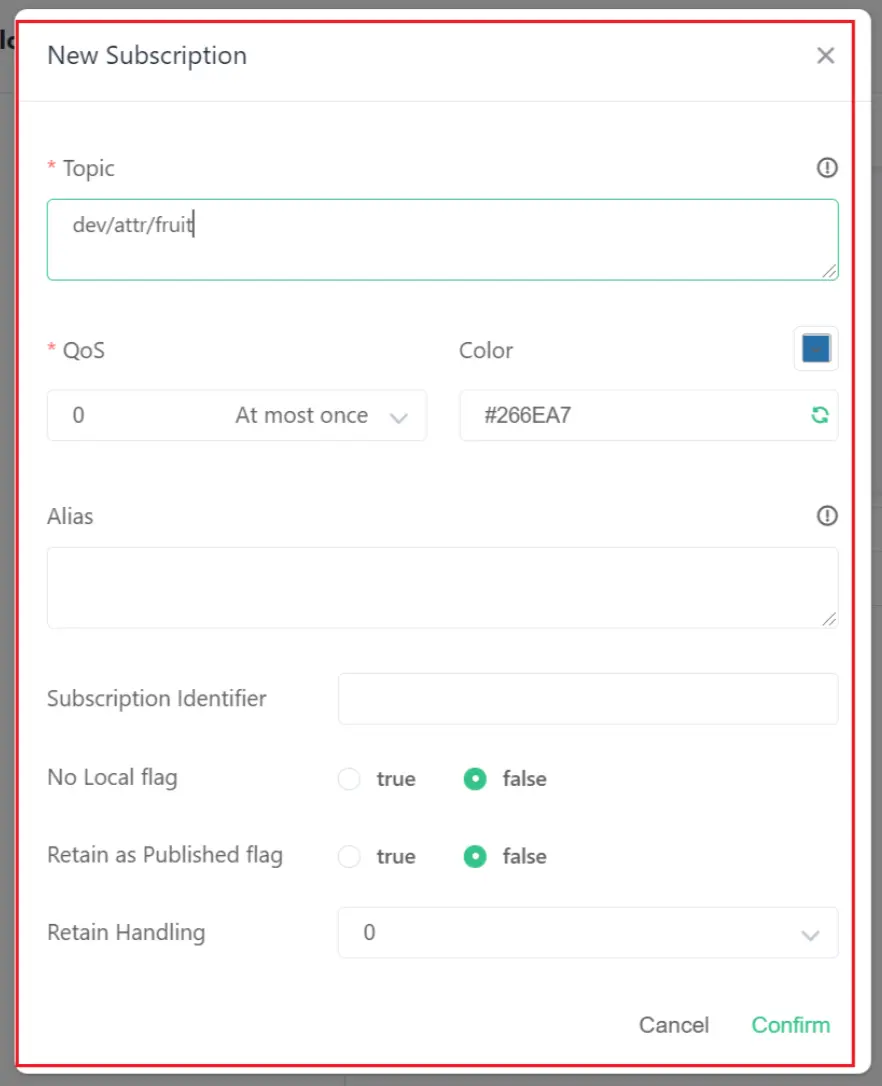 New Subscription
* Topic
dev/attr/fruit
* QoS
Color
0 At most once
#266EA7
Alias
Subscription Identifier
No Local flag
true
false
Retain as Published flag
true
false
Retain Handling
0
Cancel
Confirm